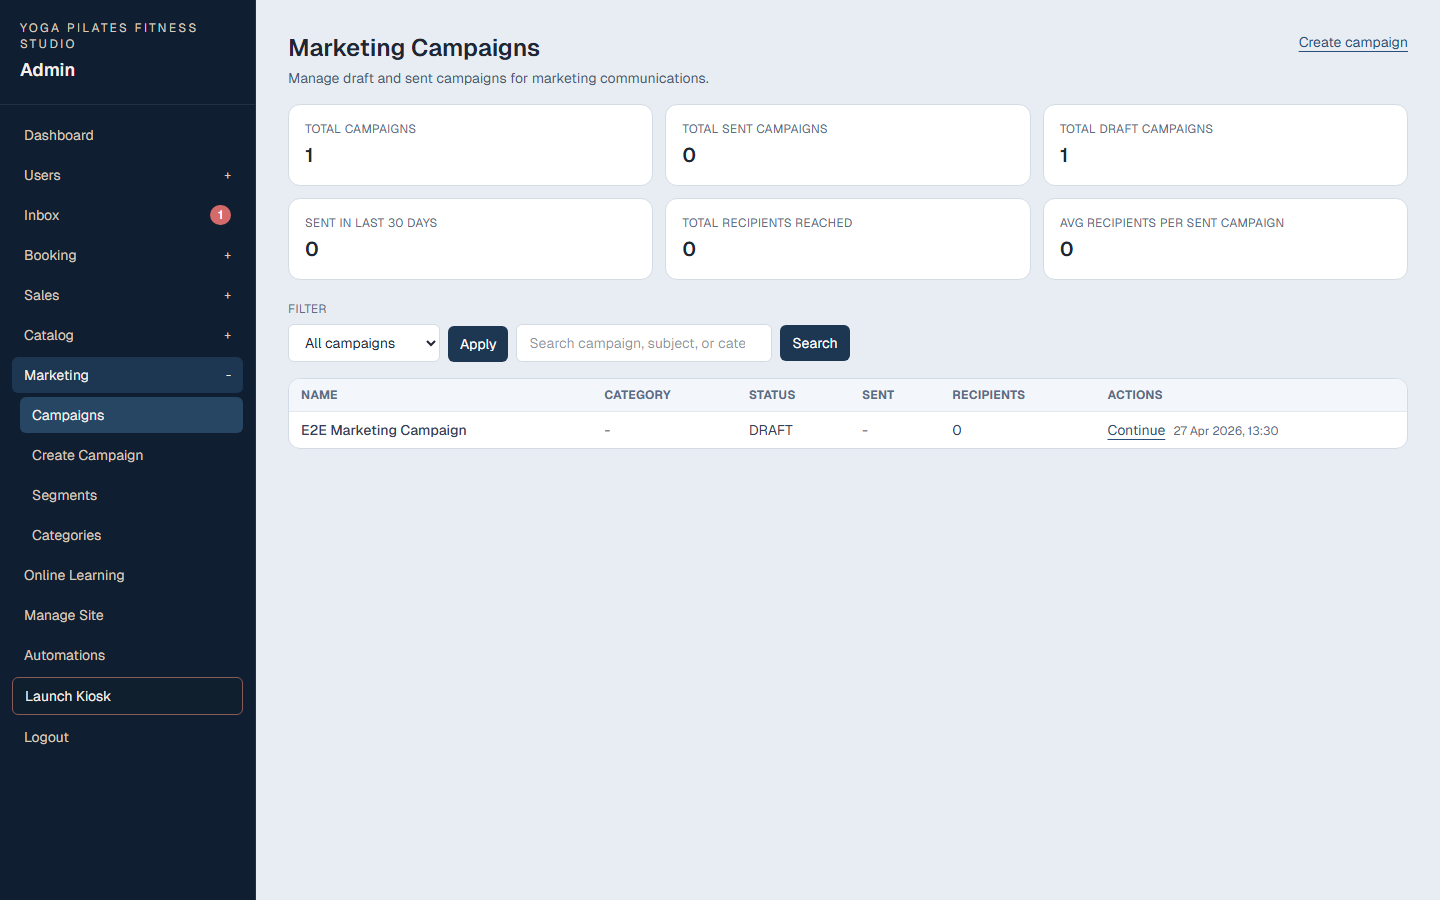 YOGA PILATES FITNESS
STUDIO
Admin
Dashboard
Users +
Inbox 1
Booking +
Sales +
Catalog +
Marketing -
Campaigns
Create Campaign
Segments
Categories
Online Learning
Manage Site
Automations
Launch Kiosk
Logout
Marketing Campaigns
Create campaign
Manage draft and sent campaigns for marketing communications.
TOTAL CAMPAIGNS
1
TOTAL SENT CAMPAIGNS
0
TOTAL DRAFT CAMPAIGNS
1
SENT IN LAST 30 DAYS
0
TOTAL RECIPIENTS REACHED
0
AVG RECIPIENTS PER SENT CAMPAIGN
0
FILTER
All campaigns Apply Search campaign, subject, or cate Search
NAME CATEGORY STATUS SENT RECIPIENTS ACTIONS
E2E Marketing Campaign - DRAFT - 0 Continue 27 Apr 2026, 13:30